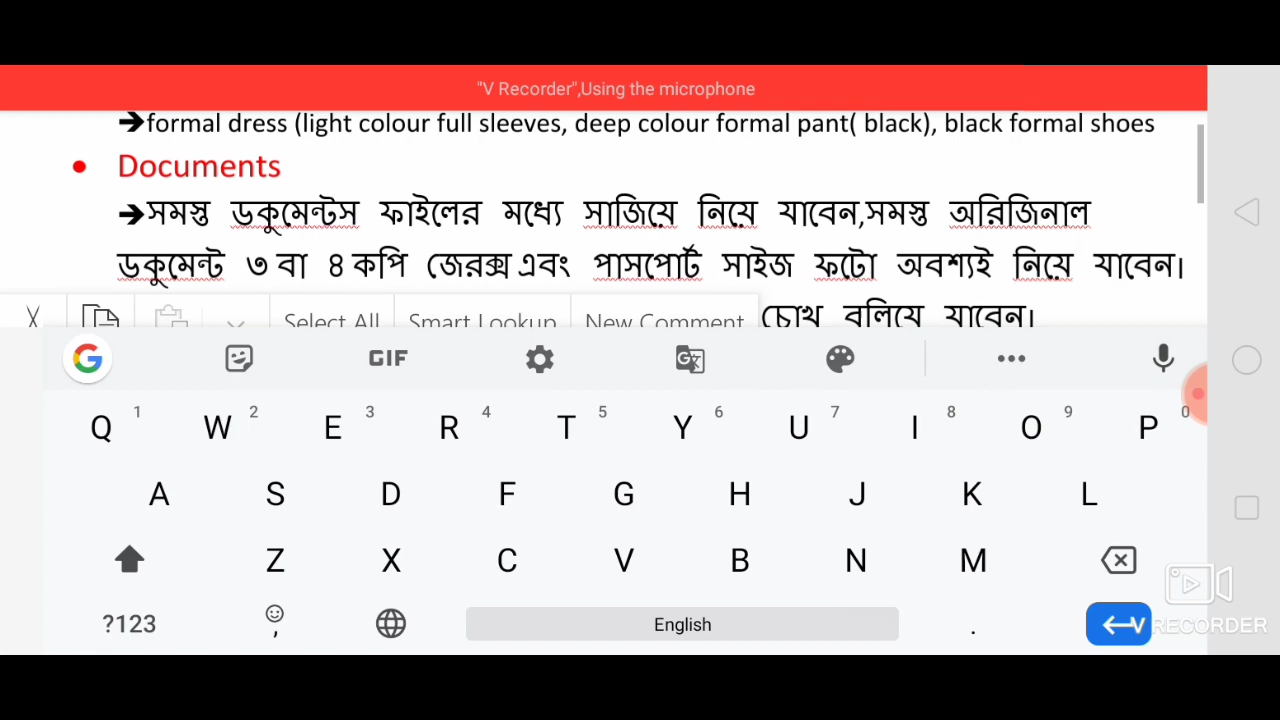 "V Recorder",Using the microphone
➔formal dress (light colour full sleeves, deep colour formal pant( black), black formal shoes
• Documents
➔সমস্ত ডকুমেন্টস ফাইলের মধ্যে সাজিয়ে নিয়ে যাবেন,সমস্ত অরিজিনাল
ডকুমেন্ট ৩ বা ৪ কপি জেরক্স এবং পাসপোর্ট সাইজ ফটো অবশ্যই নিয়ে যাবেন।
চোখ বুলিয়ে যাবেন।
Select All Smart Lookup New Comment
GIF
Q 1 W 2 E 3 R 4 T 5 Y 6 U 7 I 8 O 9 P 0
A S D F G H J K L
Z X C V B N M
?123 , English .
V RECORDER